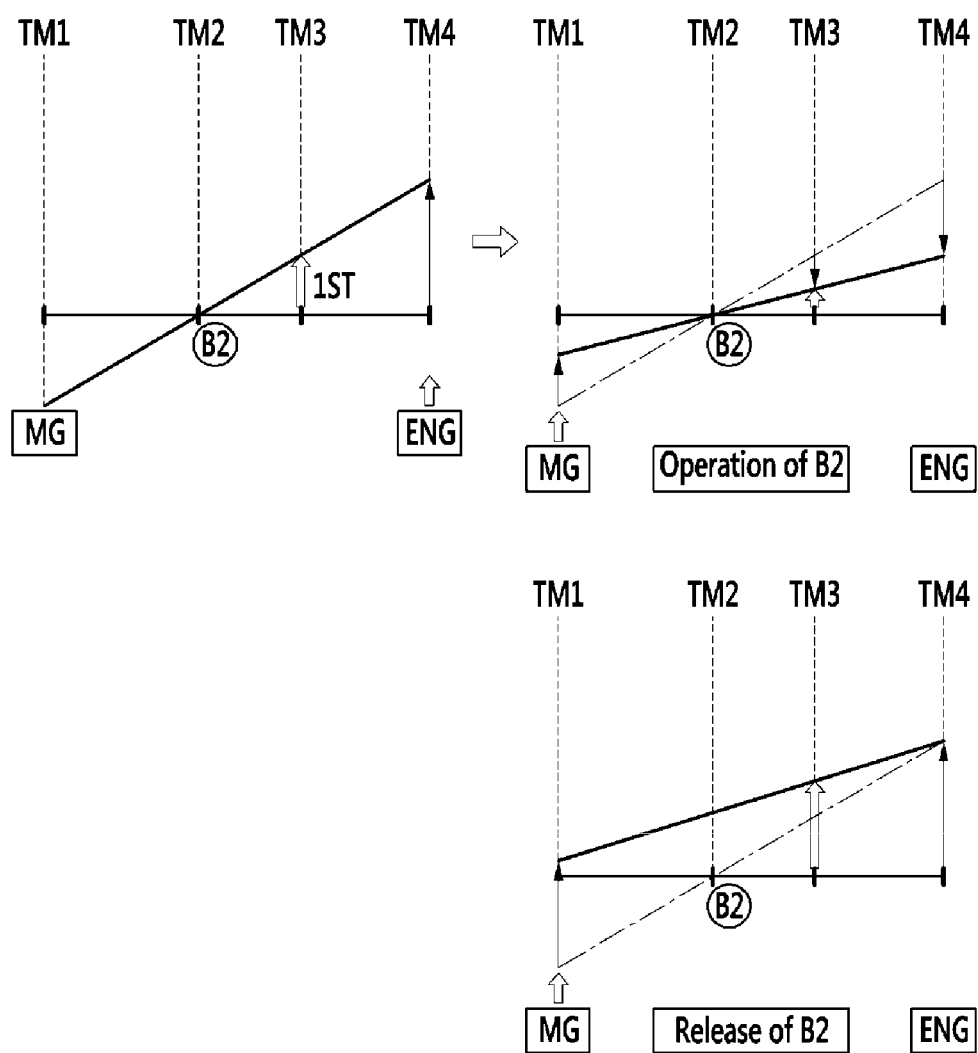 TM1 TM2 TM3 TM4
1ST
B2
MG ENG
TM1 TM2 TM3 TM4
B2
MG Operation of B2 ENG
TM1 TM2 TM3 TM4
B2
MG Release of B2 ENG